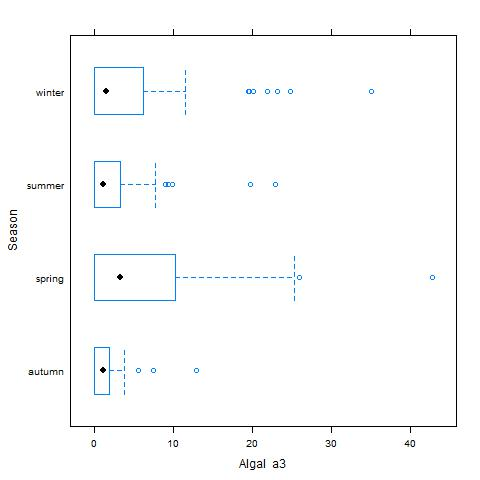 winter
summer
spring
autumn
Season
0 10 20 30 40
Algal a3